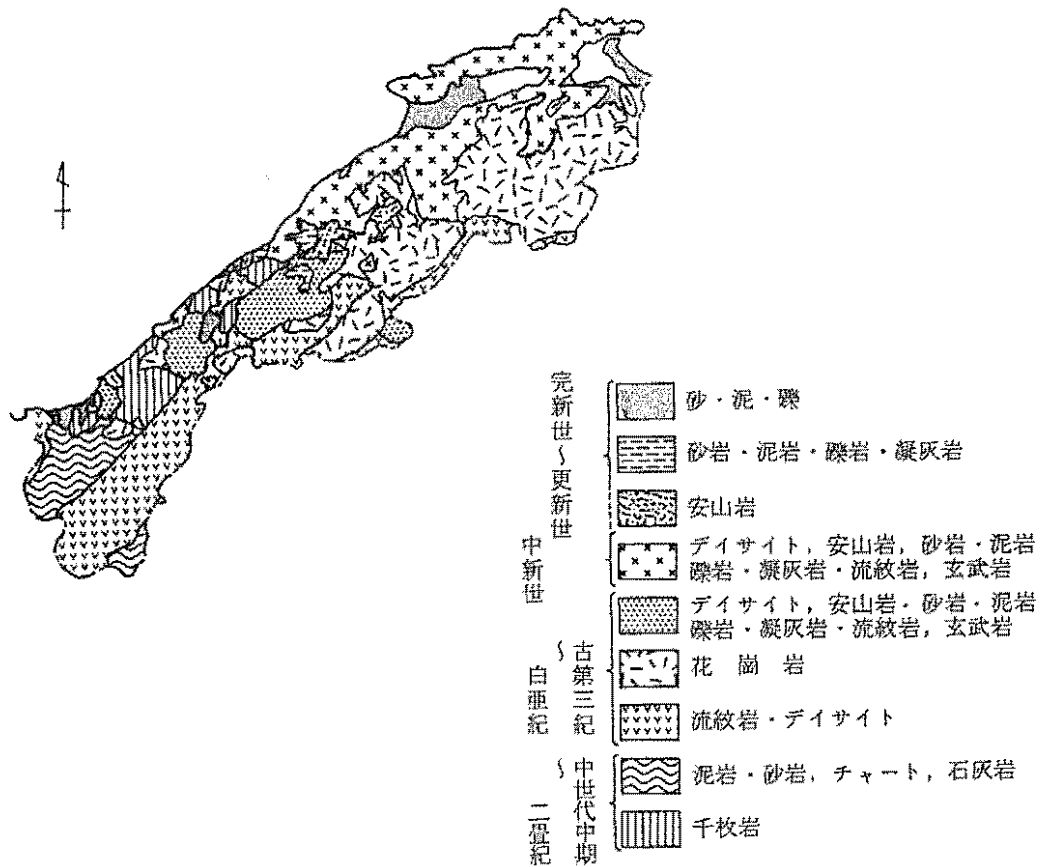 完新世〜更新世
砂・泥・礫
砂岩・泥岩・礫岩・凝灰岩
安山岩
中新世
デイサイト，安山岩，砂岩・泥岩
礫岩・凝灰岩・流紋岩，玄武岩
古第三紀〜白亜紀
デイサイト，安山岩・砂岩・泥岩
礫岩・凝灰岩・流紋岩，玄武岩
花崗岩
流紋岩・デイサイト
中世代中期〜二畳紀
泥岩・砂岩，チャート，石灰岩
千枚岩